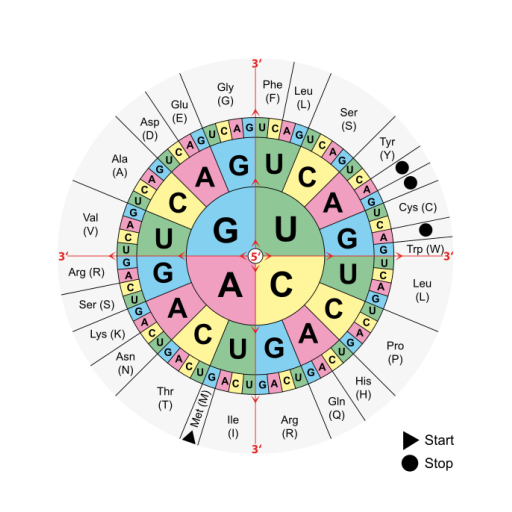 3'
Phe
(F)
Leu
(L)
Ser
(S)
Tyr
(Y)
Cys (C)
Trp (W)
3'
Leu
(L)
Pro
(P)
His
(H)
Gln
(Q)
Arg
(R)
3'
Ile
(I)
Met (M)
Thr
(T)
Asn
(N)
Lys (K)
Ser (S)
Arg (R)
3'
Val
(V)
Ala
(A)
Asp
(D)
Glu
(E)
Gly
(G)
U C A G U C A G U C A G U C A G
U C A G U C A G U C A G U C A G
U C A G U C A G U C A G U C A G
U C A G U C A G U C A G U C A G
U C A G
U C A G
U C A G
U C A G
U
C
A
G
5'
Start
Stop